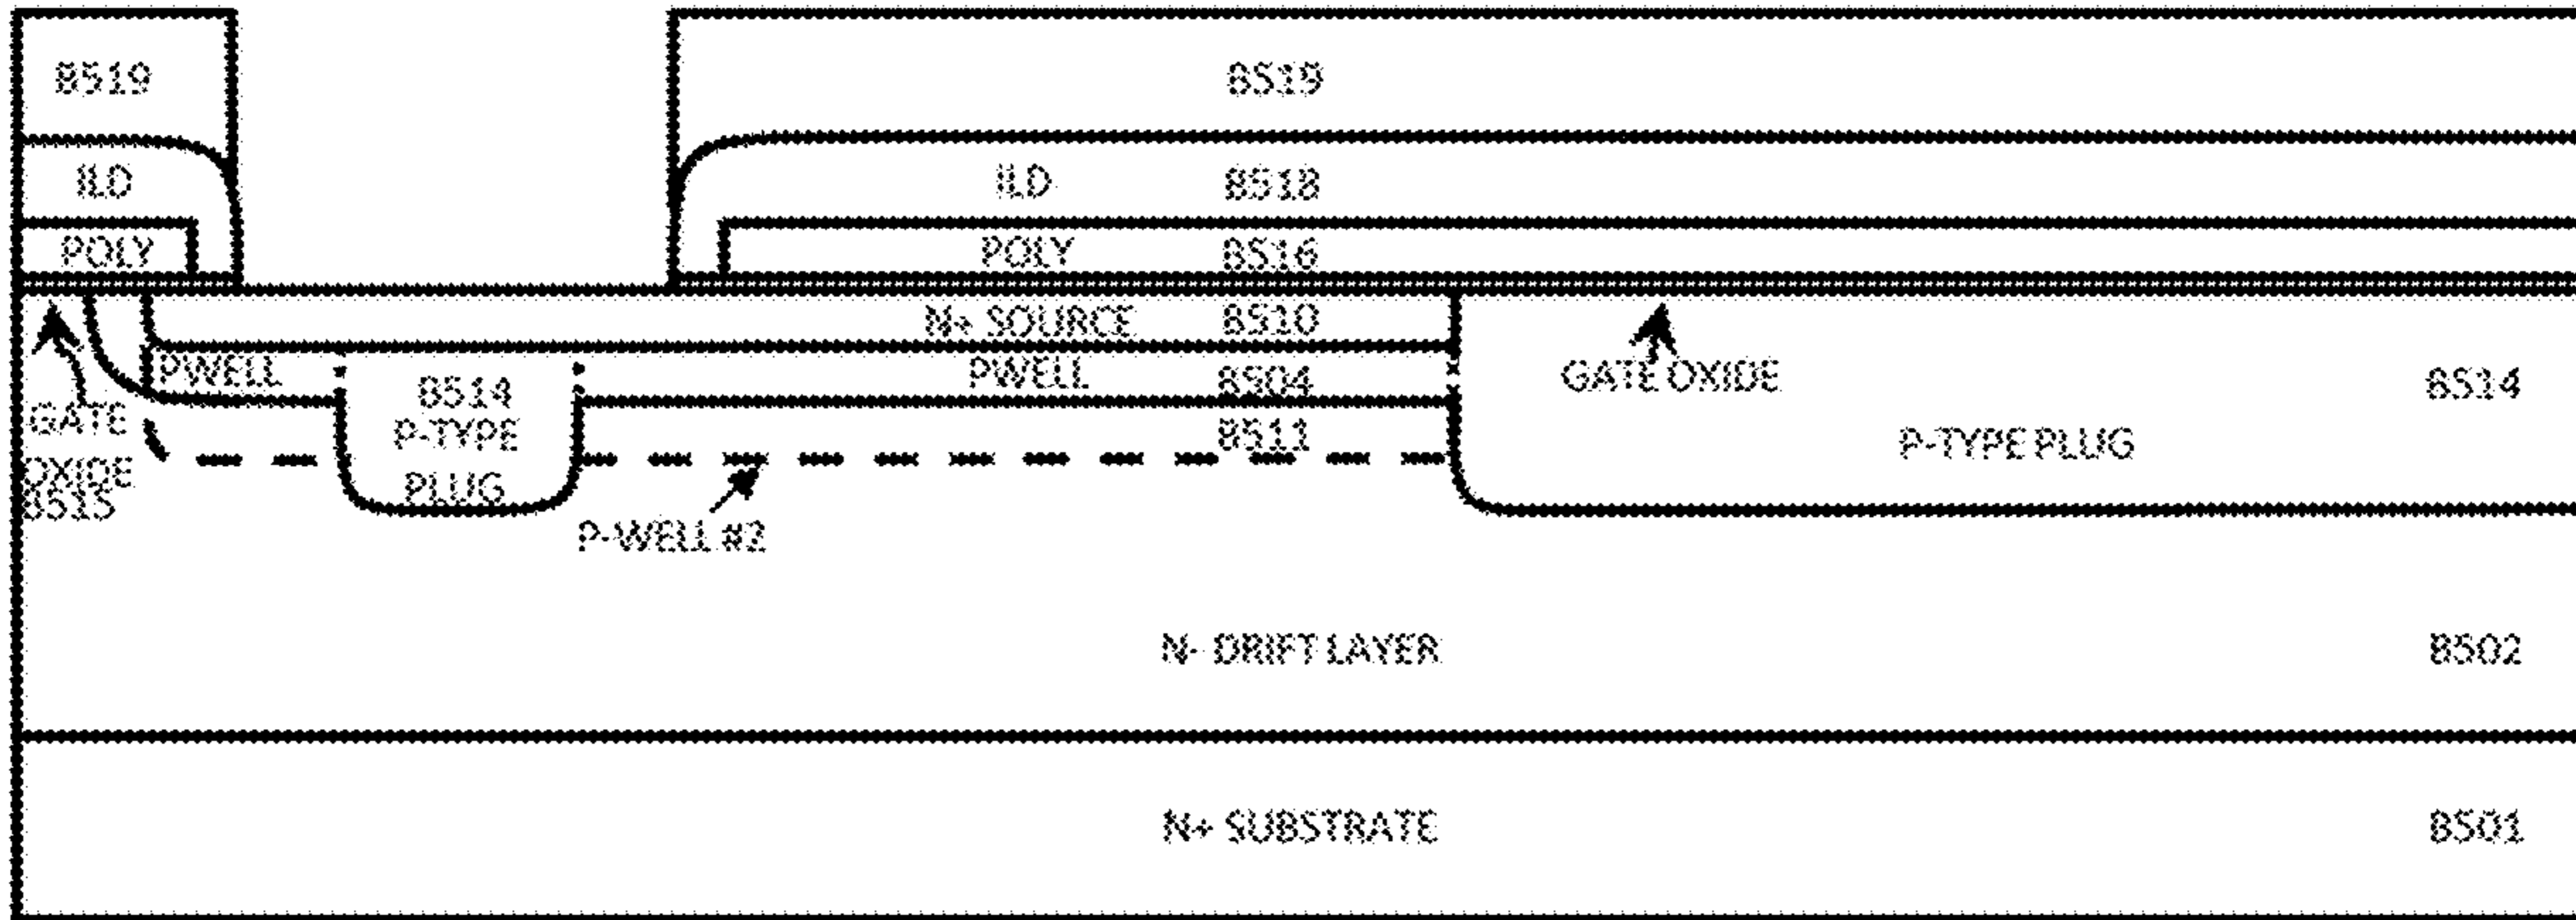 8519 8519
ILD ILD 8518
POLY POLY 8516
N+ SOURCE 8510
PWELL PWELL 8504
GATE OXIDE
8514
P-TYPE
PLUG
8514
GATE
OXIDE
8515
8511
P-TYPE PLUG
P-WELL #2
N- DRIFT LAYER 8502
N+ SUBSTRATE 8501